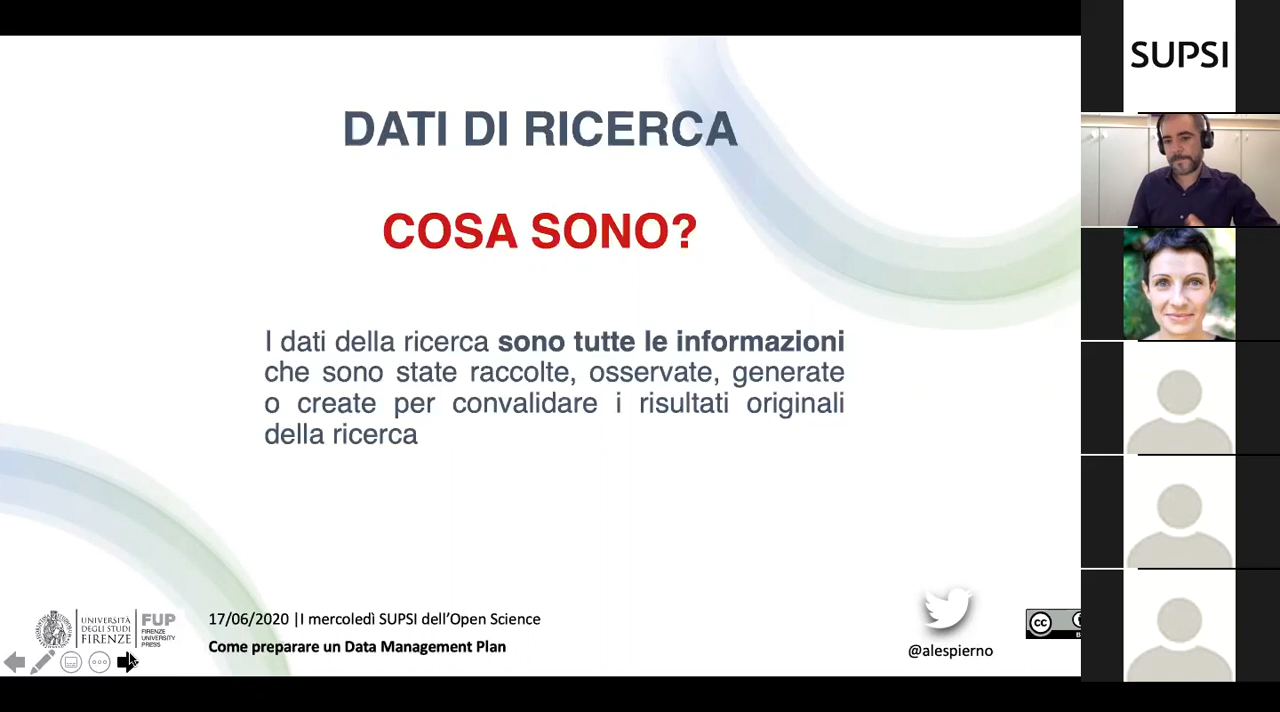 DATI DI RICERCA
COSA SONO?
I dati della ricerca sono tutte le informazioni
che sono state raccolte, osservate, generate
o create per convalidare i risultati originali
della ricerca
UNIVERSITÀ
DEGLI STUDI
FIRENZE
FUP
FIRENZE
UNIVERSITY
PRESS
17/06/2020 |I mercoledì SUPSI dell'Open Science
Come preparare un Data Management Plan
@alespierno
cc
SUPSI